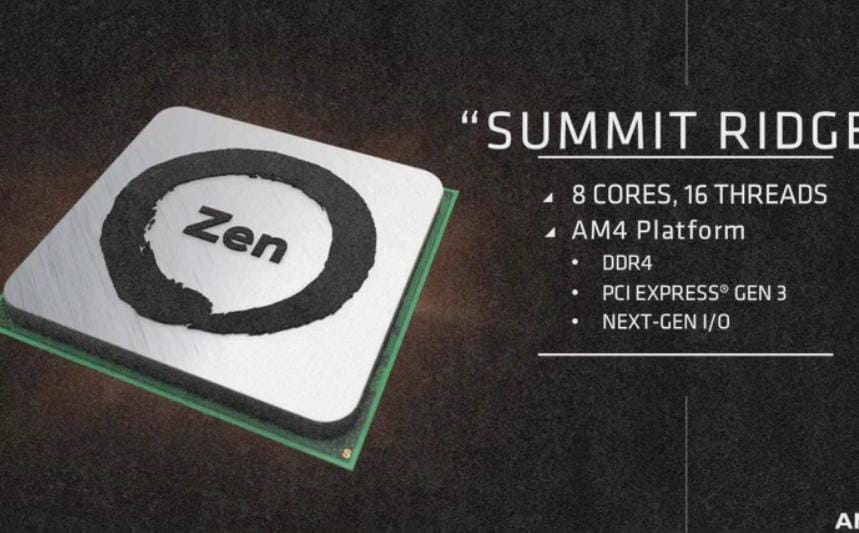 Zen
“SUMMIT RIDGE
8 CORES, 16 THREADS
AM4 Platform
DDR4
PCI EXPRESS® GEN 3
NEXT-GEN I/O
S